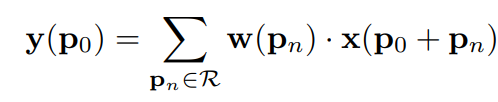 y(p₀) = ∑ w(pₙ) · x(p₀ + pₙ)
pₙ∈ℛ